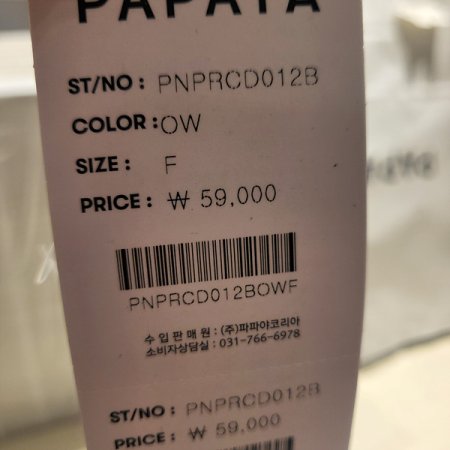 PAPAYA
ST/NO : PNPRCD012B
COLOR : OW
SIZE : F
PRICE : ₩ 59,000
PNPRCD012BOWF
수 입 판 매 원 : (주)파파야코리아
소비자상담실 : 031-766-6978
ST/NO : PNPRCD012B
PRICE : ₩ 59,000